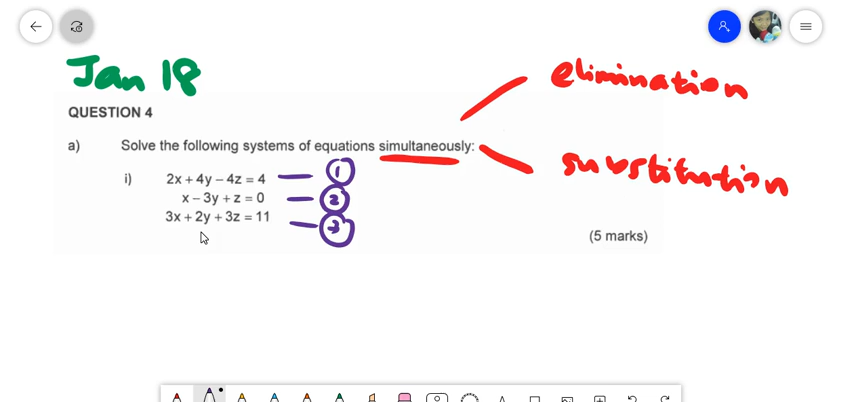 Jan 18
elimination
QUESTION 4
a) Solve the following systems of equations simultaneously:
substitution
i) 2x + 4y – 4z = 4 — 1
x – 3y + z = 0 — 2
3x + 2y + 3z = 11 — 3
(5 marks)